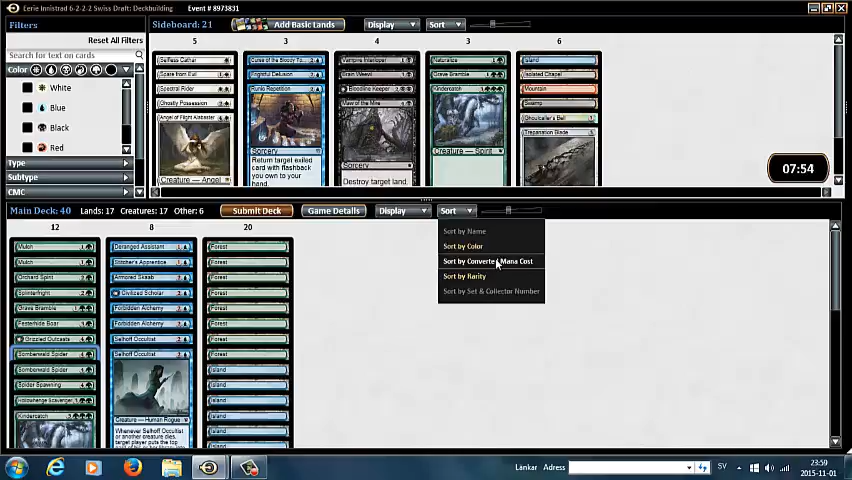 Eerie Innistrad 6-2-2-2 Swiss Draft: Deckbuilding
Event # 8973831
Filters
Sideboard: 21
Add Basic Lands
Display
Sort
Reset All Filters
Search for text on cards
Color
White
Blue
Black
Red
Type
Subtype
CMC
5
3
4
3
6
Selfless Cathar
Spare from Evil
Spectral Rider
Ghostly Possession
Angel of Flight Alabaster
Creature — Angel
Curse of the Bloody To...
Frightful Delusion
Runic Repetition
Sorcery
Return target exiled
card with flashback
you own to your
hand.
Vampire Interloper
Brain Weevil
Bloodline Keeper
Maw of the Mire
Sorcery
Destroy target land.
Naturalize
Grave Bramble
Kindercatch
Creature — Spirit
Island
Isolated Chapel
Mountain
Swamp
Ghoulcaller's Bell
Trepanation Blade
07:54
Main Deck: 40
Lands: 17
Creatures: 17
Other: 6
Submit Deck
Game Details
Display
Sort
Sort by Name
Sort by Color
Sort by Converted Mana Cost
Sort by Rarity
Sort by Set & Collector Number
12
8
20
Mulch
Mulch
Orchard Spirit
Splinterfright
Grave Bramble
Festerhide Boar
Grizzled Outcasts
Somberwald Spider
Somberwald Spider
Spider Spawning
Hollowhenge Scavenger
Kindercatch
Deranged Assistant
Stitcher's Apprentice
Armored Skaab
Civilized Scholar
Forbidden Alchemy
Forbidden Alchemy
Selhoff Occultist
Selhoff Occultist
Creature — Human Rogue
Whenever Selhoff Occultist
or another creature dies,
target player puts the top
Forest
Forest
Forest
Forest
Forest
Forest
Forest
Forest
Island
Island
Island
Island
Island
Länkar
Adress
SV
23:59
2015-11-01